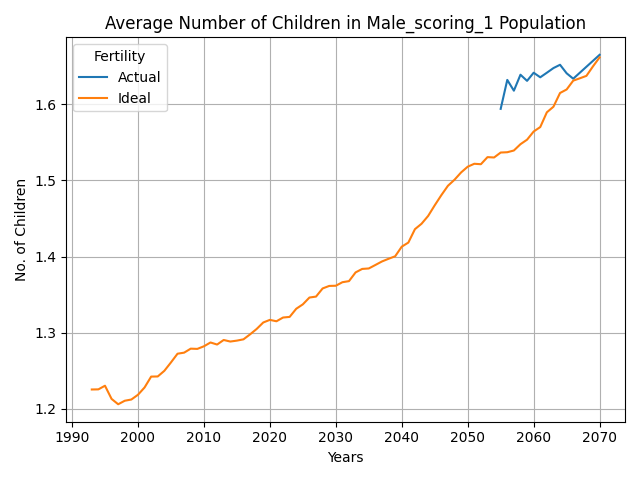 Average Number of Children in Male_scoring_1 Population
Fertility
Actual
Ideal
No. of Children
1.6
1.5
1.4
1.3
1.2
1990 2000 2010 2020 2030 2040 2050 2060 2070
Years